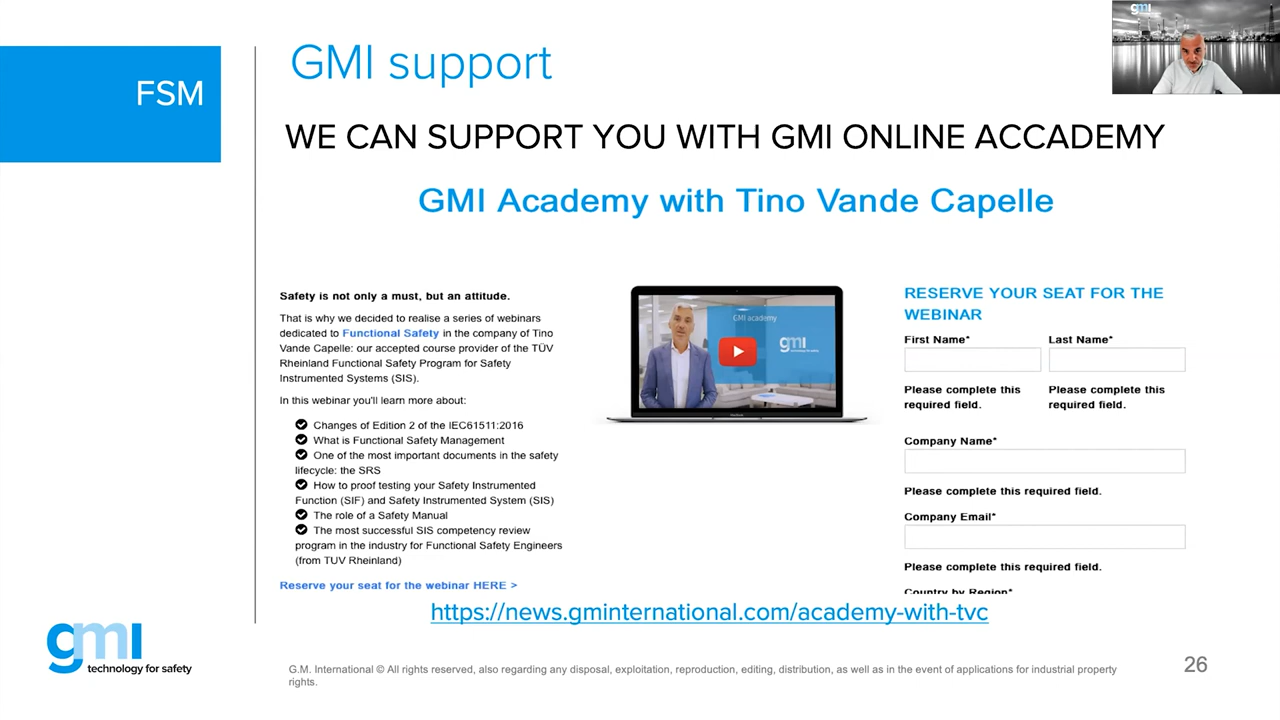 GMI support
gmi
FSM
WE CAN SUPPORT YOU WITH GMI ONLINE ACCADEMY
GMI Academy with Tino Vande Capelle
Safety is not only a must, but an attitude.
That is why we decided to realise a series of webinars
dedicated to Functional Safety in the company of Tino
Vande Capelle: our accepted course provider of the TÜV
Rheinland Functional Safety Program for Safety
Instrumented Systems (SIS).
In this webinar you'll learn more about:
Changes of Edition 2 of the IEC61511:2016
What is Functional Safety Management
One of the most important documents in the safety
lifecycle: the SRS
How to proof testing your Safety Instrumented
Function (SIF) and Safety Instrumented System (SIS)
The role of a Safety Manual
The most successful SIS competency review
program in the industry for Functional Safety Engineers
(from TUV Rheinland)
Reserve your seat for the webinar HERE >
GMI academy
gmi
technology for safety
MacBook
RESERVE YOUR SEAT FOR THE
WEBINAR
First Name* Last Name*
Please complete this Please complete this
required field. required field.
Company Name*
Please complete this required field.
Company Email*
Please complete this required field.
Country by Region*
https://news.gminternational.com/academy-with-tvc
gmi
technology for safety
G.M. International © All rights reserved, also regarding any disposal, exploitation, reproduction, editing, distribution, as well as in the event of applications for industrial property
rights.
26